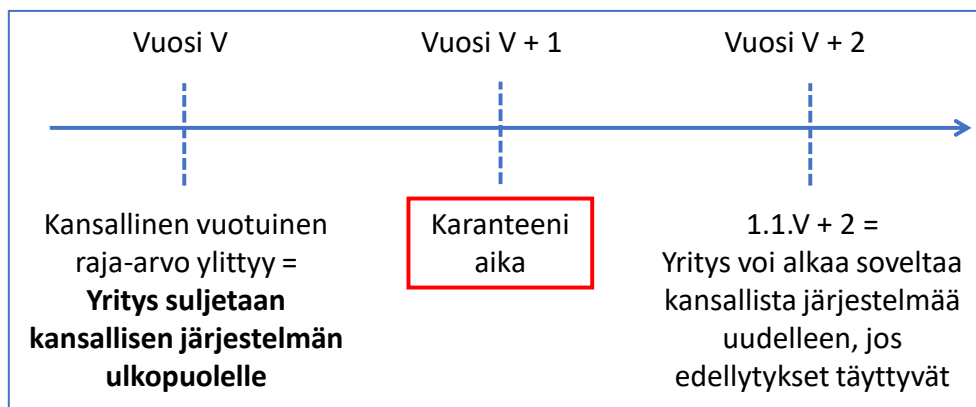 Vuosi V
Vuosi V + 1
Vuosi V + 2
Kansallinen vuotuinen
raja-arvo ylittyy =
Yritys suljetaan
kansallisen järjestelmän
ulkopuolelle
Karanteeni
aika
1.1.V + 2 =
Yritys voi alkaa soveltaa
kansallista järjestelmää
uudelleen, jos
edellytykset täyttyvät